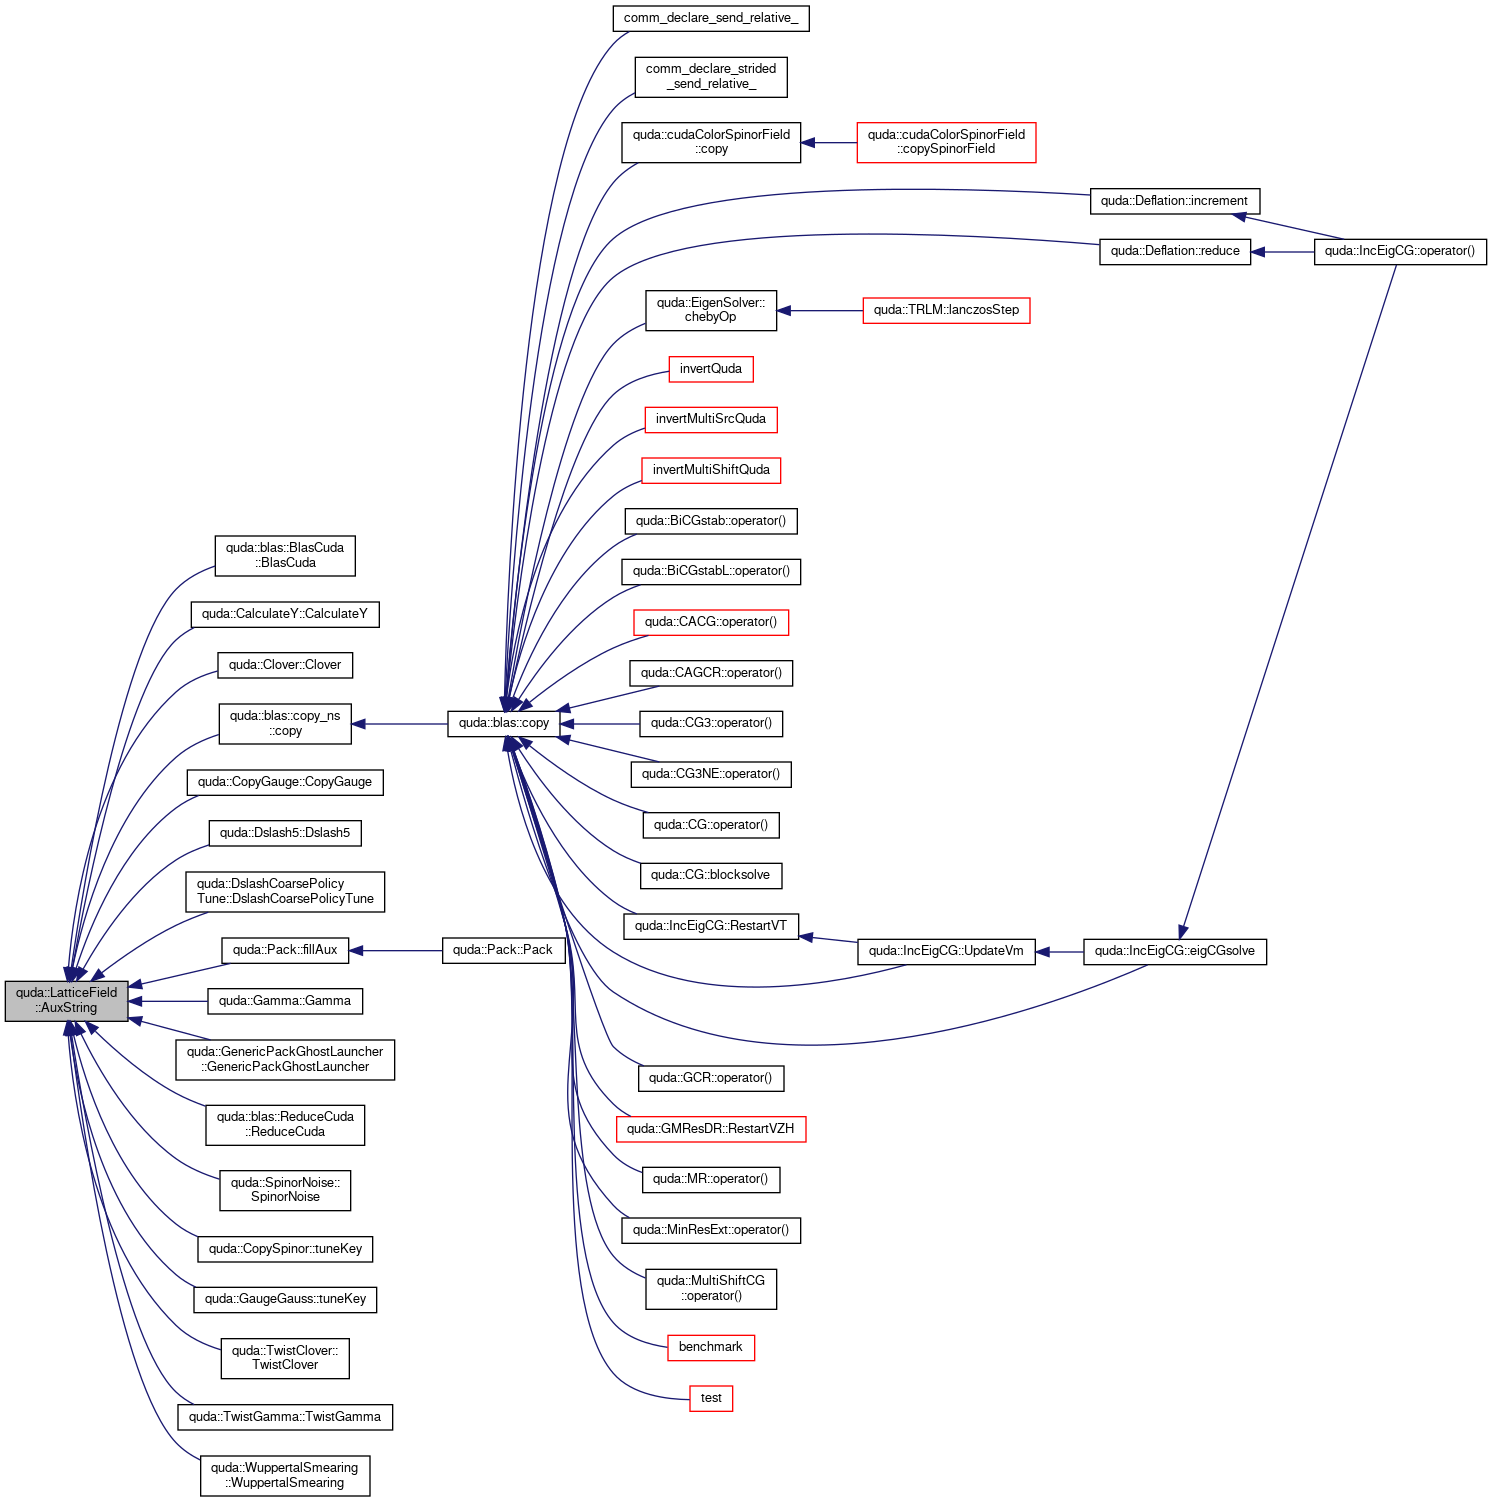 quda::LatticeField
::AuxString
quda::blas::BlasCuda
::BlasCuda
quda::CalculateY::CalculateY
quda::Clover::Clover
quda::blas::copy_ns
::copy
quda::CopyGauge::CopyGauge
quda::Dslash5::Dslash5
quda::DslashCoarsePolicy
Tune::DslashCoarsePolicyTune
quda::Pack::fillAux
quda::Gamma::Gamma
quda::GenericPackGhostLauncher
::GenericPackGhostLauncher
quda::blas::ReduceCuda
::ReduceCuda
quda::SpinorNoise::
SpinorNoise
quda::CopySpinor::tuneKey
quda::GaugeGauss::tuneKey
quda::TwistClover::
TwistClover
quda::TwistGamma::TwistGamma
quda::WuppertalSmearing
::WuppertalSmearing
quda::blas::copy
quda::Pack::Pack
comm_declare_send_relative_
comm_declare_strided
_send_relative_
quda::cudaColorSpinorField
::copy
quda::EigenSolver::
chebyOp
invertQuda
invertMultiSrcQuda
invertMultiShiftQuda
quda::BiCGstab::operator()
quda::BiCGstabL::operator()
quda::CACG::operator()
quda::CAGCR::operator()
quda::CG3::operator()
quda::CG3NE::operator()
quda::CG::operator()
quda::CG::blocksolve
quda::IncEigCG::RestartVT
quda::GCR::operator()
quda::GMResDR::RestartVZH
quda::MR::operator()
quda::MinResExt::operator()
quda::MultiShiftCG
::operator()
benchmark
test
quda::cudaColorSpinorField
::copySpinorField
quda::TRLM::lanczosStep
quda::IncEigCG::UpdateVm
quda::Deflation::increment
quda::Deflation::reduce
quda::IncEigCG::eigCGsolve
quda::IncEigCG::operator()